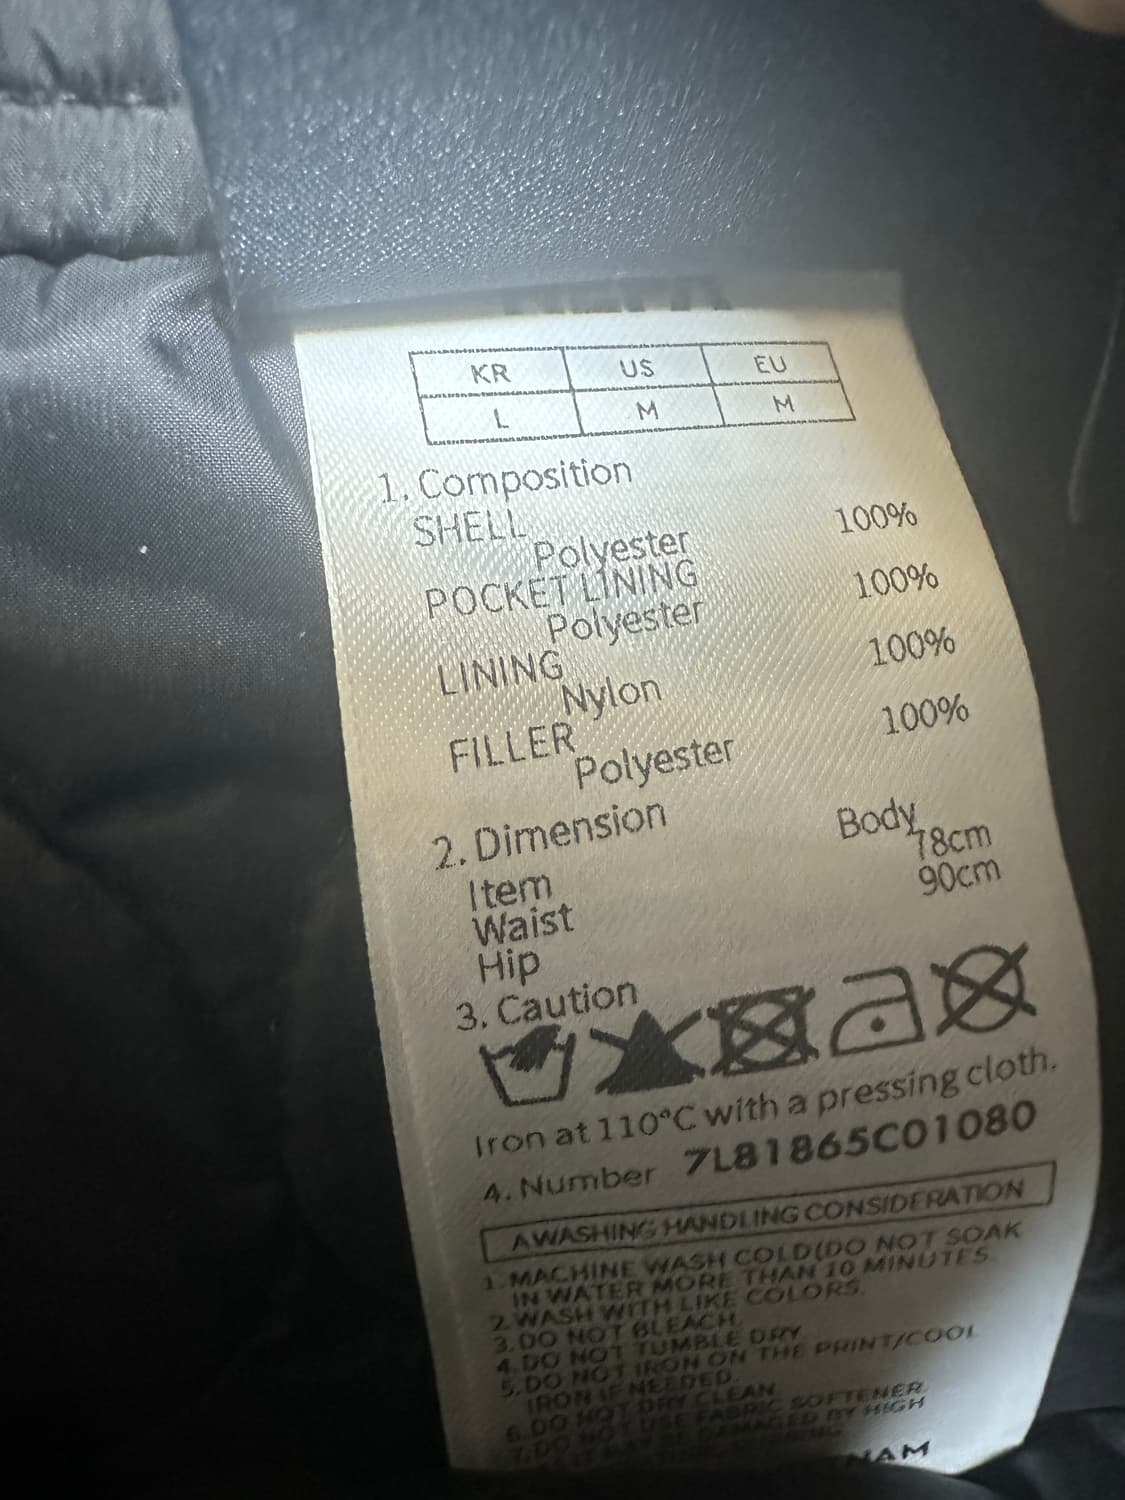 KR US EU
L M M
1. Composition
SHELL
Polyester 100%
POCKET LINING
Polyester 100%
LINING
Nylon 100%
FILLER
Polyester 100%
2. Dimension
Item Body
Waist 78cm
Hip 90cm
3. Caution
Iron at 110°C with a pressing cloth.
4. Number 7L81865C01080
WASHING HANDLING CONSIDERATION
1. MACHINE WASH COLD(DO NOT SOAK
IN WATER MORE THAN 10 MINUTES.
2.WASH WITH LIKE COLORS.
3.DO NOT BLEACH.
4.DO NOT TUMBLE DRY
5.DO NOT IRON ON THE PRINT/COOL
IRON IF NEEDED.
6.DO NOT DRY CLEAN
7.DO NOT USE FABRIC SOFTENER.
DAMAGED BY HIGH